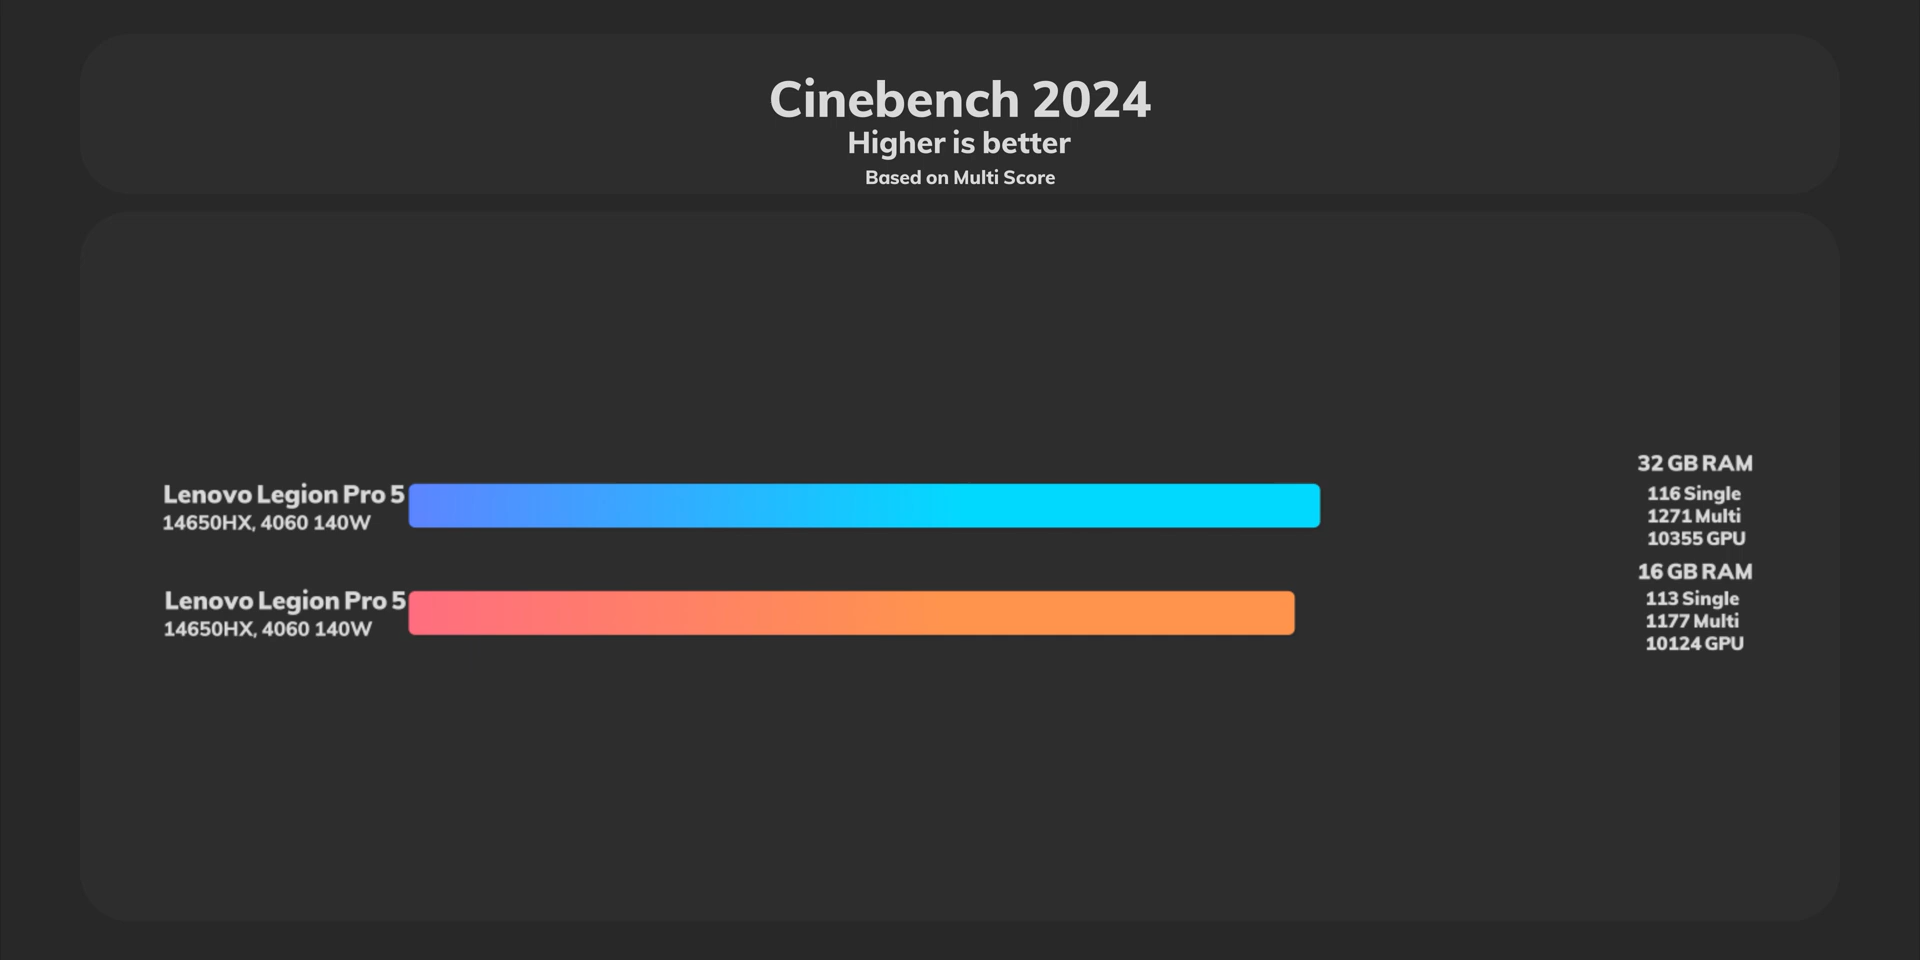 Cinebench 2024
Higher is better
Based on Multi Score
Lenovo Legion Pro 5
14650HX, 4060 140W
32 GB RAM
116 Single
1271 Multi
10355 GPU
Lenovo Legion Pro 5
14650HX, 4060 140W
16 GB RAM
113 Single
1177 Multi
10124 GPU